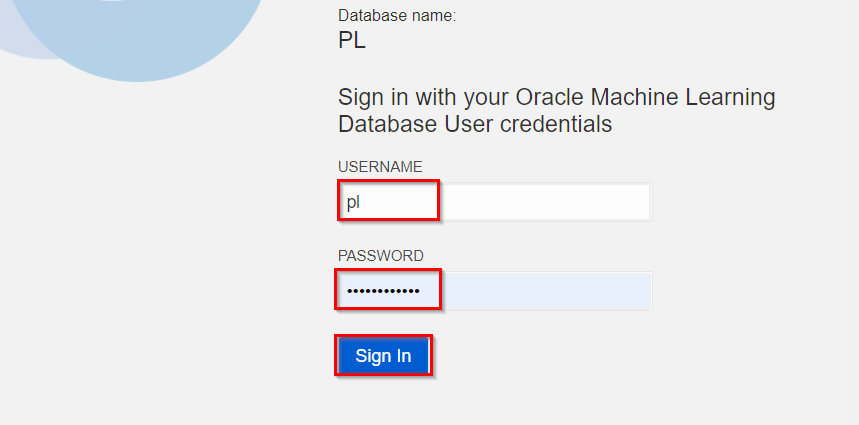 Database name:
PL
Sign in with your Oracle Machine Learning
Database User credentials
USERNAME
pl
PASSWORD
••••••••••••
Sign In